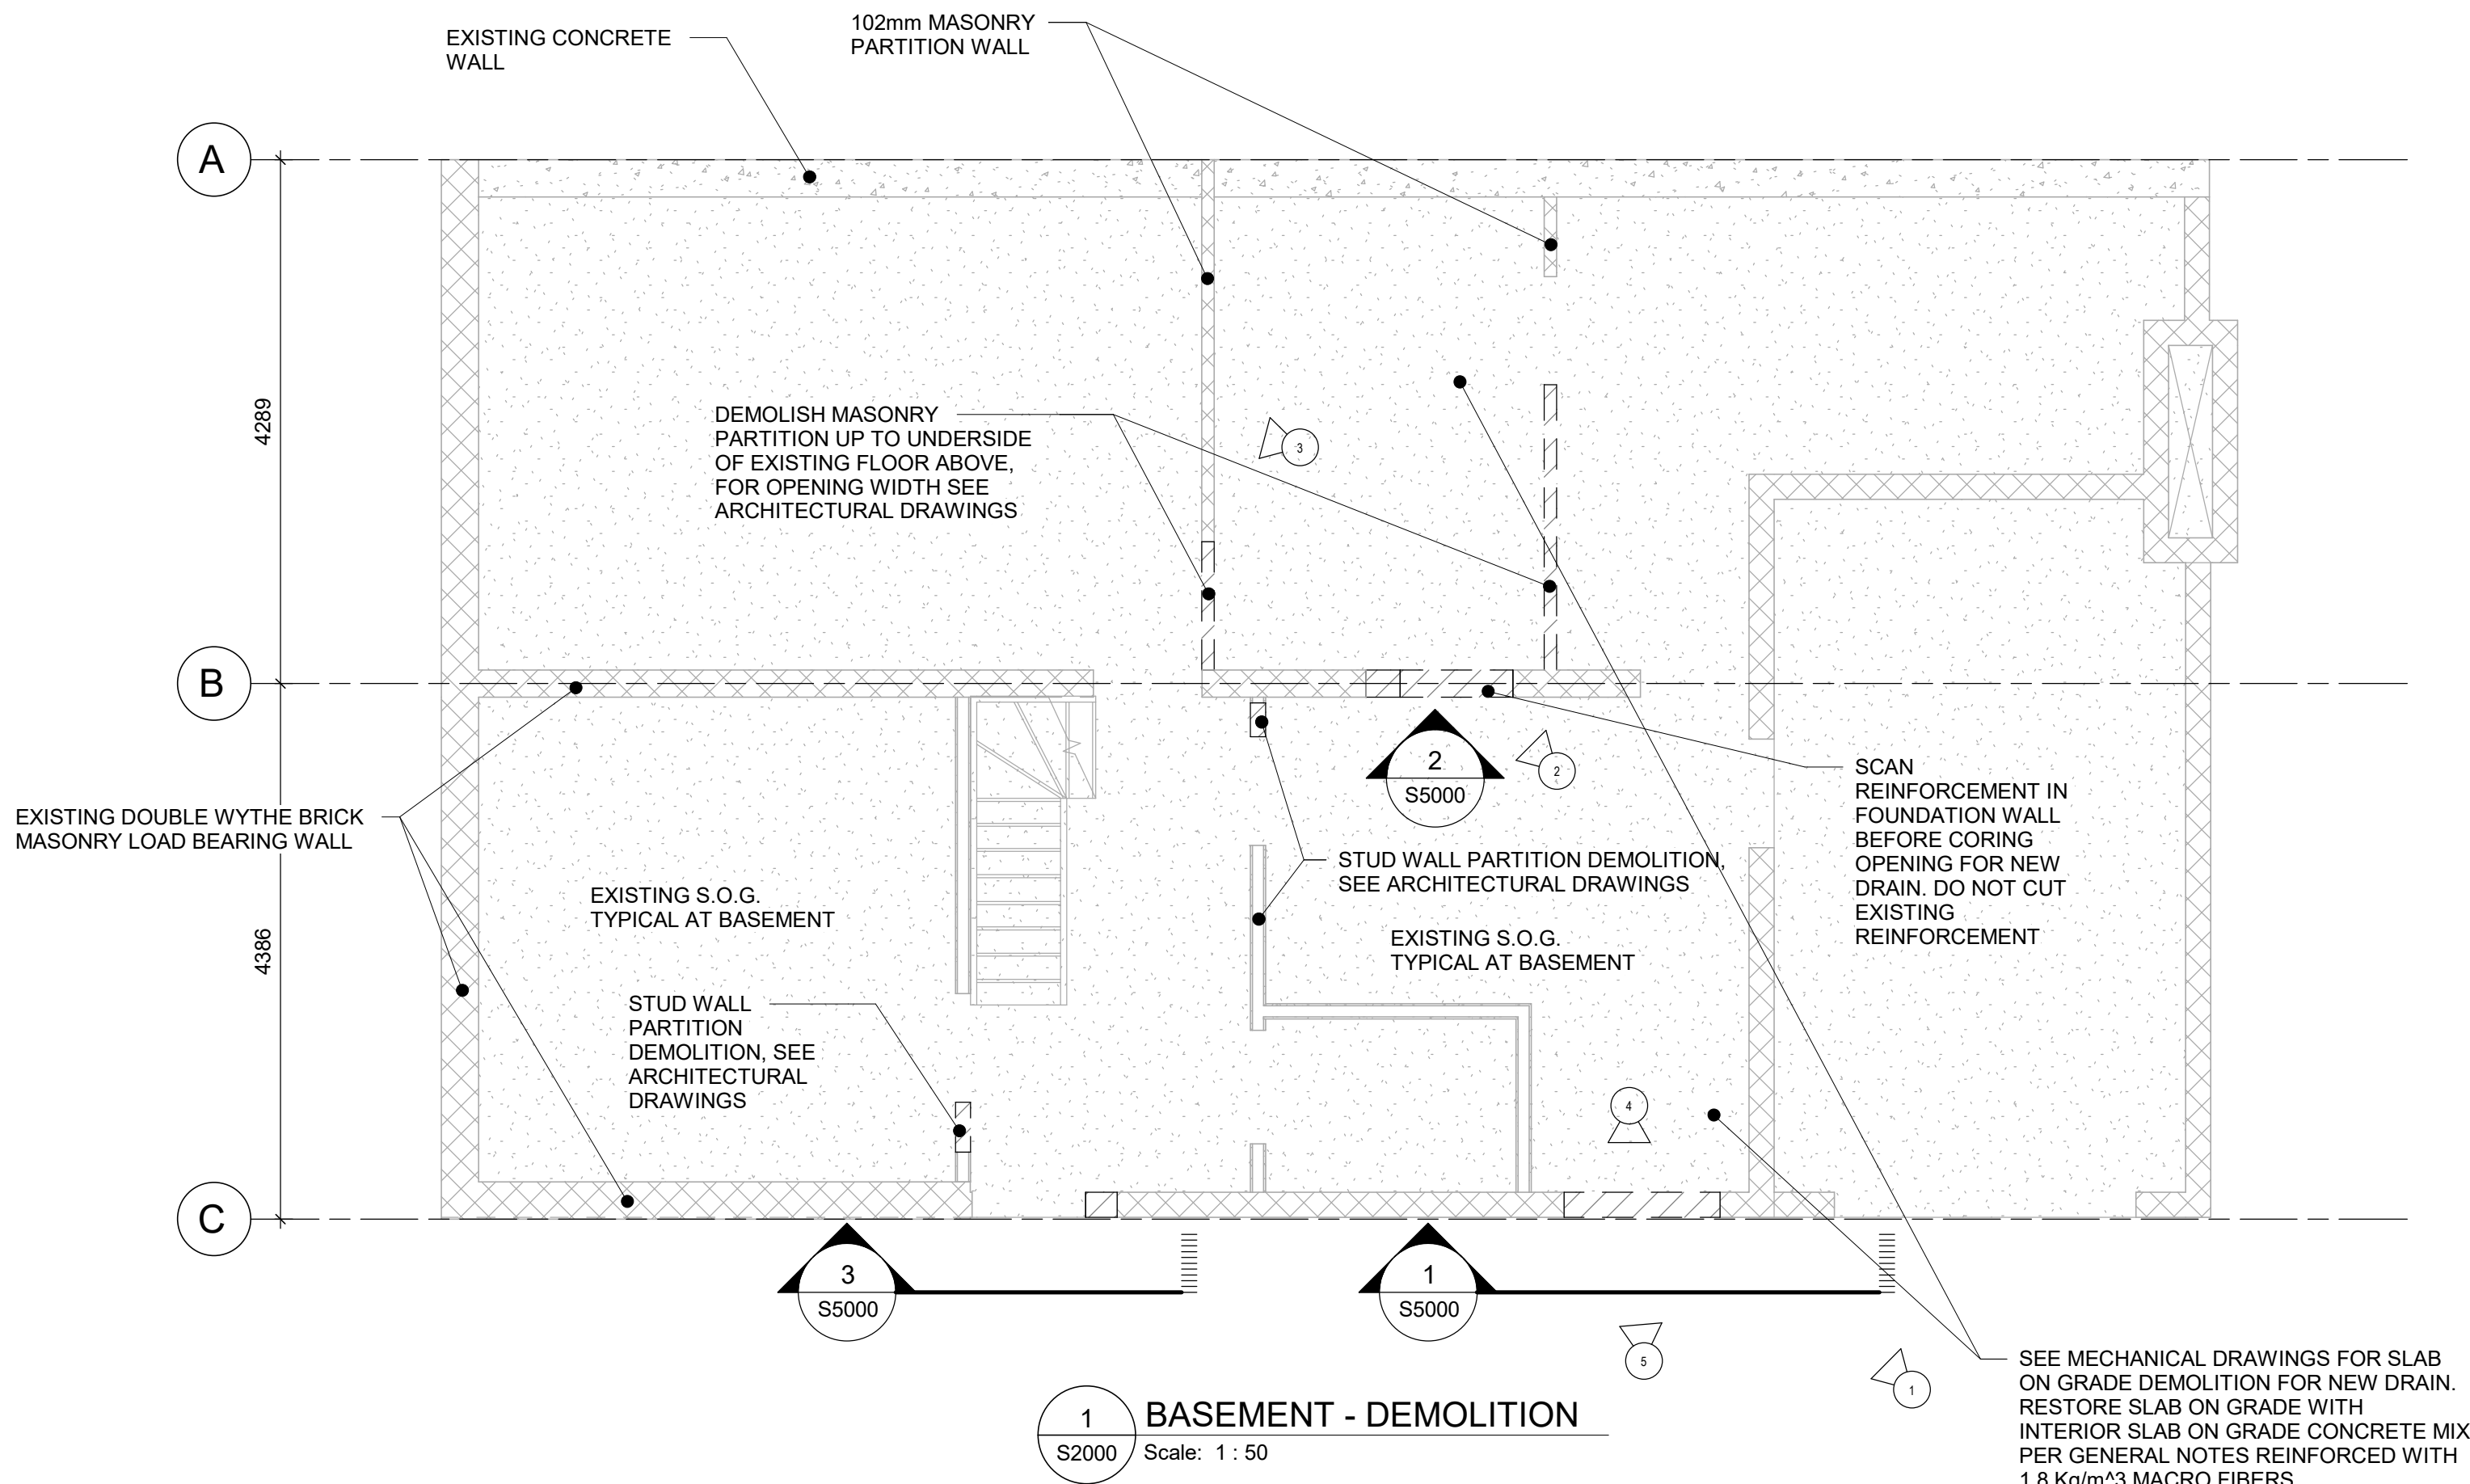 EXISTING CONCRETE
WALL
102mm MASONRY
PARTITION WALL
A
4289
DEMOLISH MASONRY
PARTITION UP TO UNDERSIDE
OF EXISTING FLOOR ABOVE,
FOR OPENING WIDTH SEE
ARCHITECTURAL DRAWINGS
3
B
2
S5000
2
SCAN
REINFORCEMENT IN
FOUNDATION WALL
BEFORE CORING
OPENING FOR NEW
DRAIN. DO NOT CUT
EXISTING
REINFORCEMENT
EXISTING DOUBLE WYTHE BRICK
MASONRY LOAD BEARING WALL
STUD WALL PARTITION DEMOLITION,
SEE ARCHITECTURAL DRAWINGS
EXISTING S.O.G.
TYPICAL AT BASEMENT
4386
EXISTING S.O.G.
TYPICAL AT BASEMENT
STUD WALL
PARTITION
DEMOLITION, SEE
ARCHITECTURAL
DRAWINGS
4
C
3
S5000
1
S5000
5
1
SEE MECHANICAL DRAWINGS FOR SLAB
ON GRADE DEMOLITION FOR NEW DRAIN.
RESTORE SLAB ON GRADE WITH
INTERIOR SLAB ON GRADE CONCRETE MIX
PER GENERAL NOTES REINFORCED WITH
1.8 Kg/m^3 MACRO FIBERS
1
S2000
BASEMENT - DEMOLITION
Scale: 1 : 50